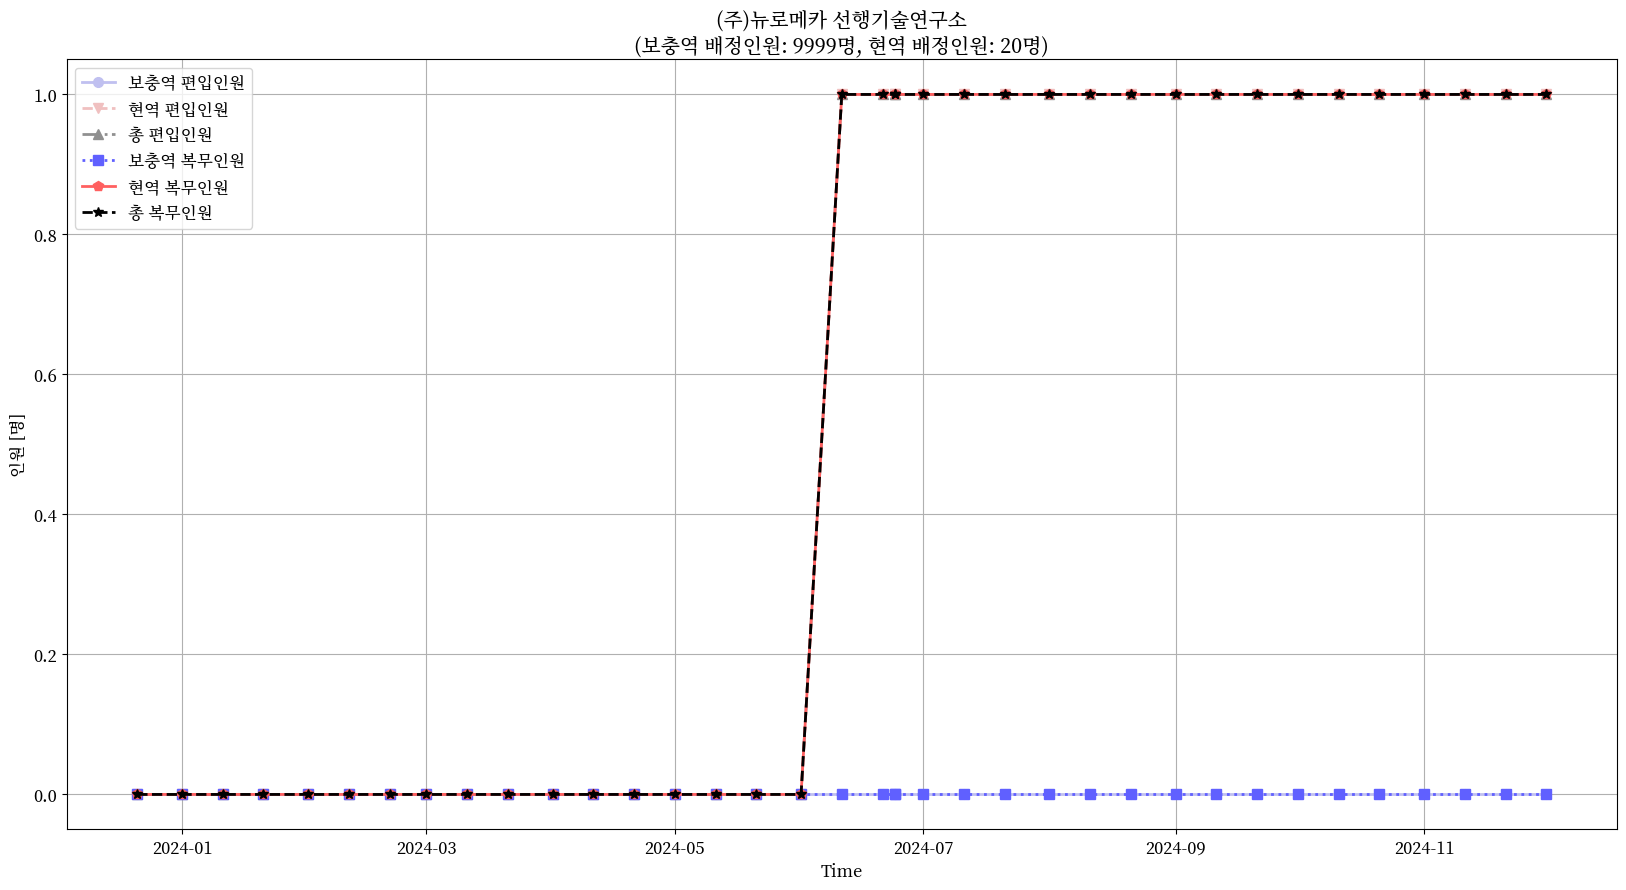 (주)뉴로메카 선행기술연구소
(보충역 배정인원: 9999명, 현역 배정인원: 20명)
보충역 편입인원
현역 편입인원
총 편입인원
보충역 복무인원
현역 복무인원
총 복무인원
1.0
0.8
0.6
0.4
0.2
0.0
인원 [명]
2024-01
2024-03
2024-05
2024-07
2024-09
2024-11
Time